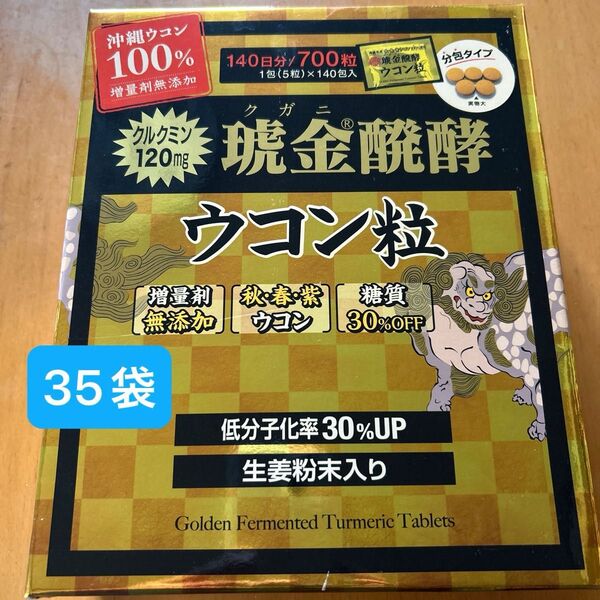 沖縄ウコン
100%
増量剤無添加
140日分/700粒
1包(5粒)×140包入
琥金醗酵
ウコン粒
分包タイプ
実物大
クルクミン
120mg
クガニ
琥金®醗酵
ウコン粒
増量剤
無添加
秋・春・紫
ウコン
糖質
30%OFF
35袋
低分子化率30%UP
生姜粉末入り
Golden Fermented Turmeric Tablets